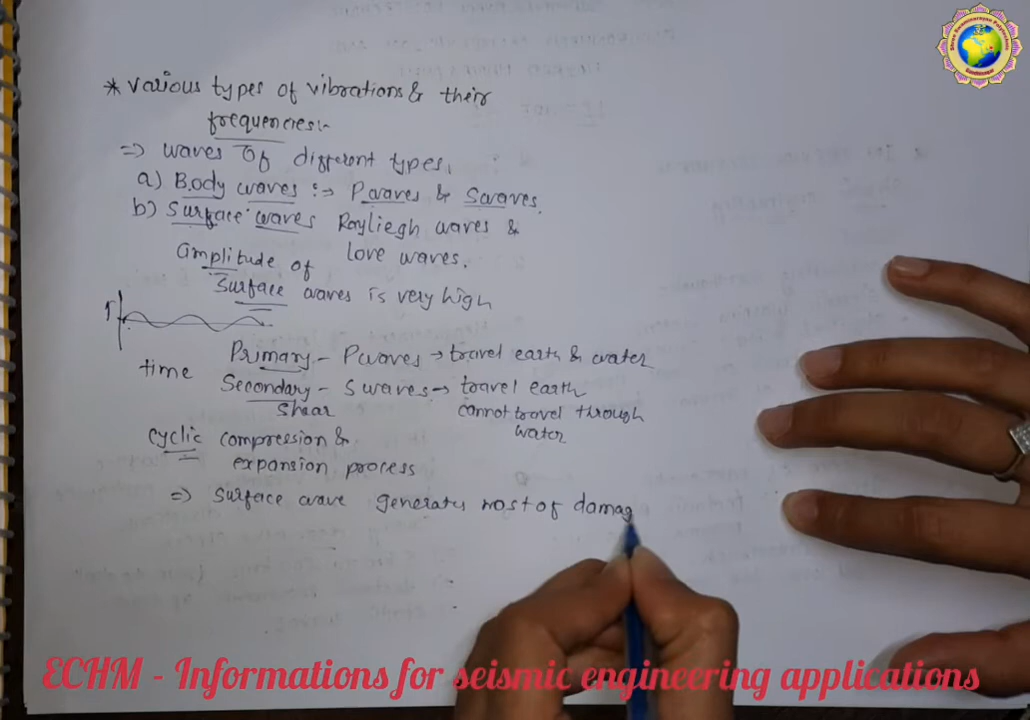 * various types of vibrations & their
frequencies:-
=> waves of different types,
a) Body waves :-> P waves & S waves.
b) Surface waves Rayliegh waves &
love waves.
amplitude of
Surface waves is very high
time
Primary - P waves → travel earth & water
Secondary - S waves → travel earth
Shear
cannot travel through
water
cyclic compression &
expansion process
=> Surface wave generates most of damag
ECHM - Informations for seismic engineering applications